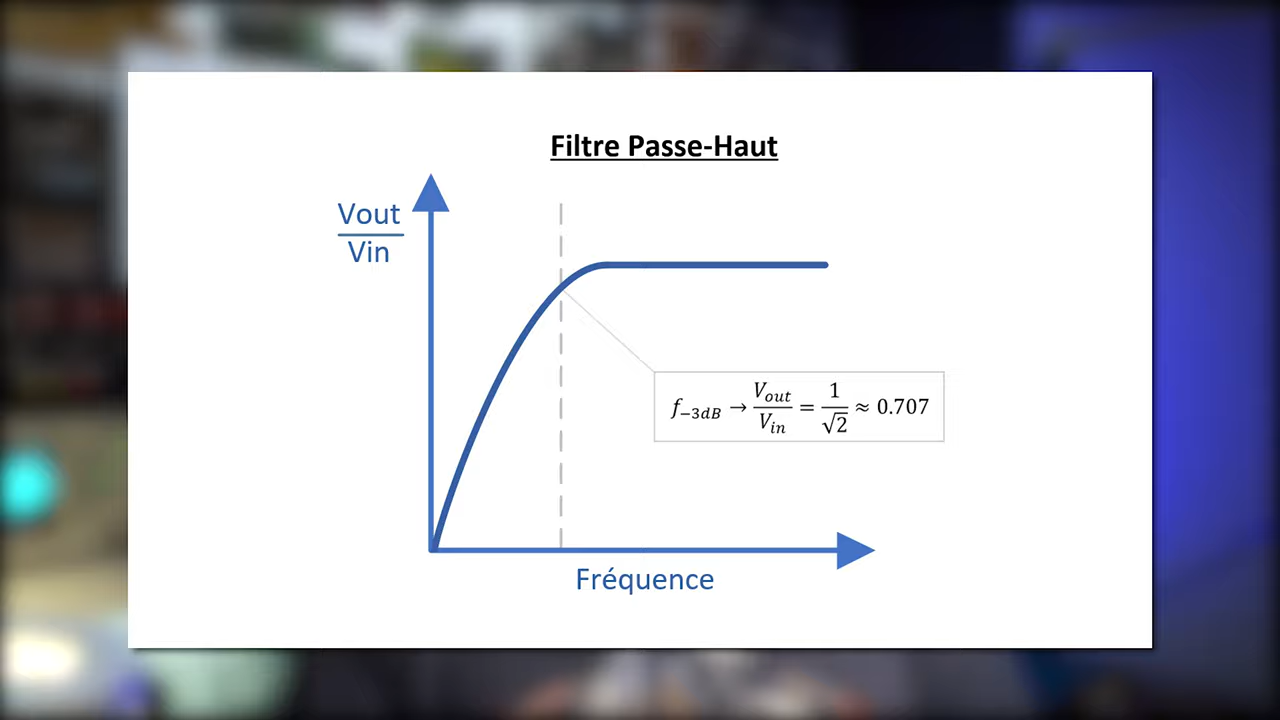 Filtre Passe-Haut
Vout
Vin
f₋₃dB → Vout/Vin = 1/√2 ≈ 0.707
Fréquence